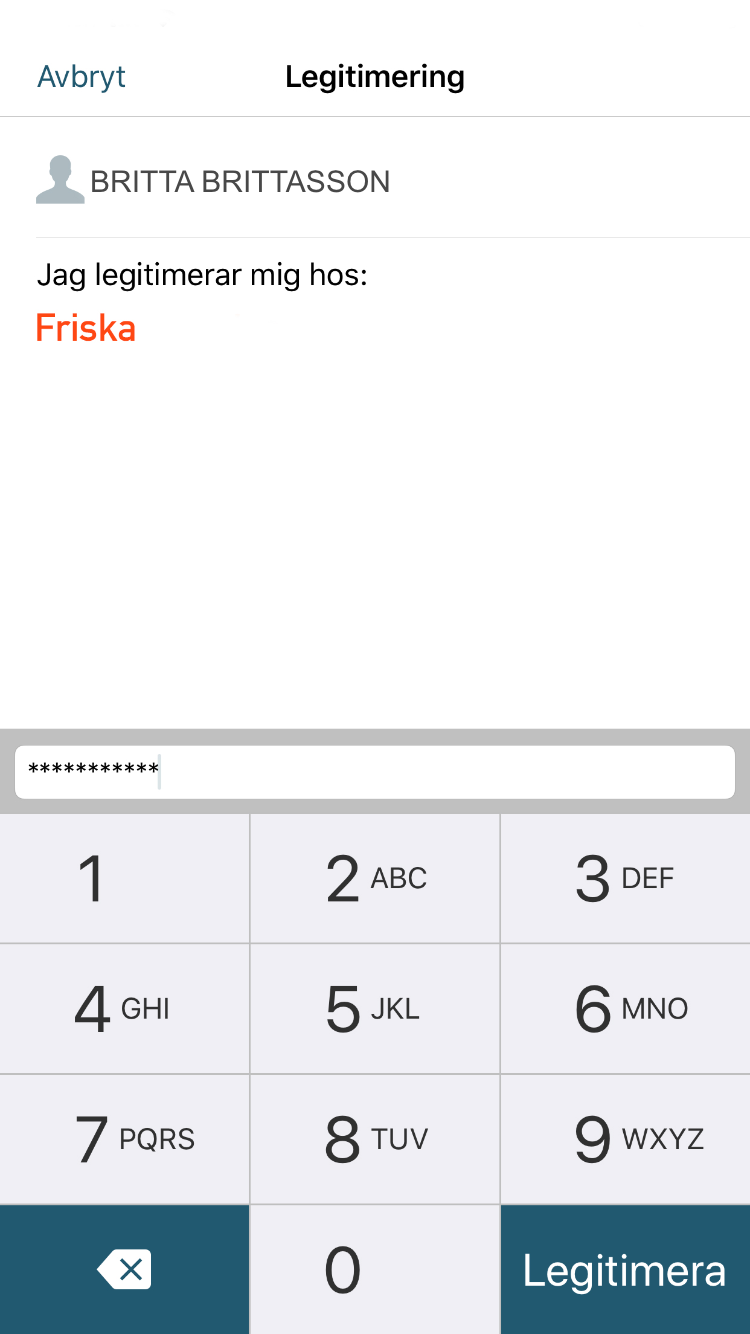 Avbryt Legitimering
BRITTA BRITTASSON
Jag legitimerar mig hos:
Friska
***********
1 2 ABC 3 DEF
4 GHI 5 JKL 6 MNO
7 PQRS 8 TUV 9 WXYZ
0 Legitimera